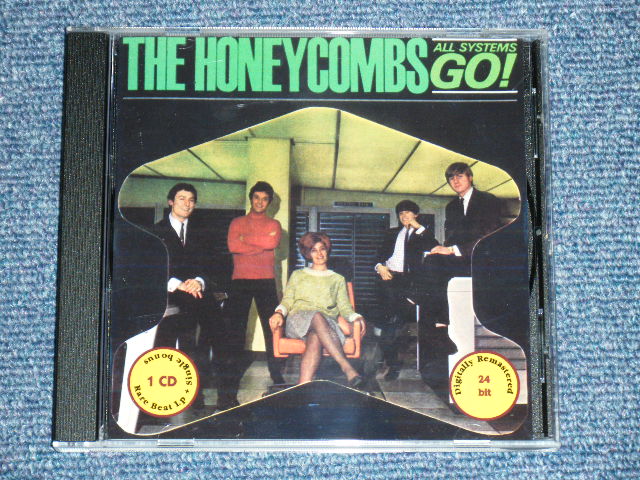 THE HONEYCOMBS
ALL SYSTEMS
GO!
1 CD
Rare Beat Lp + Single bonus
Digitally Remastered
24
bit